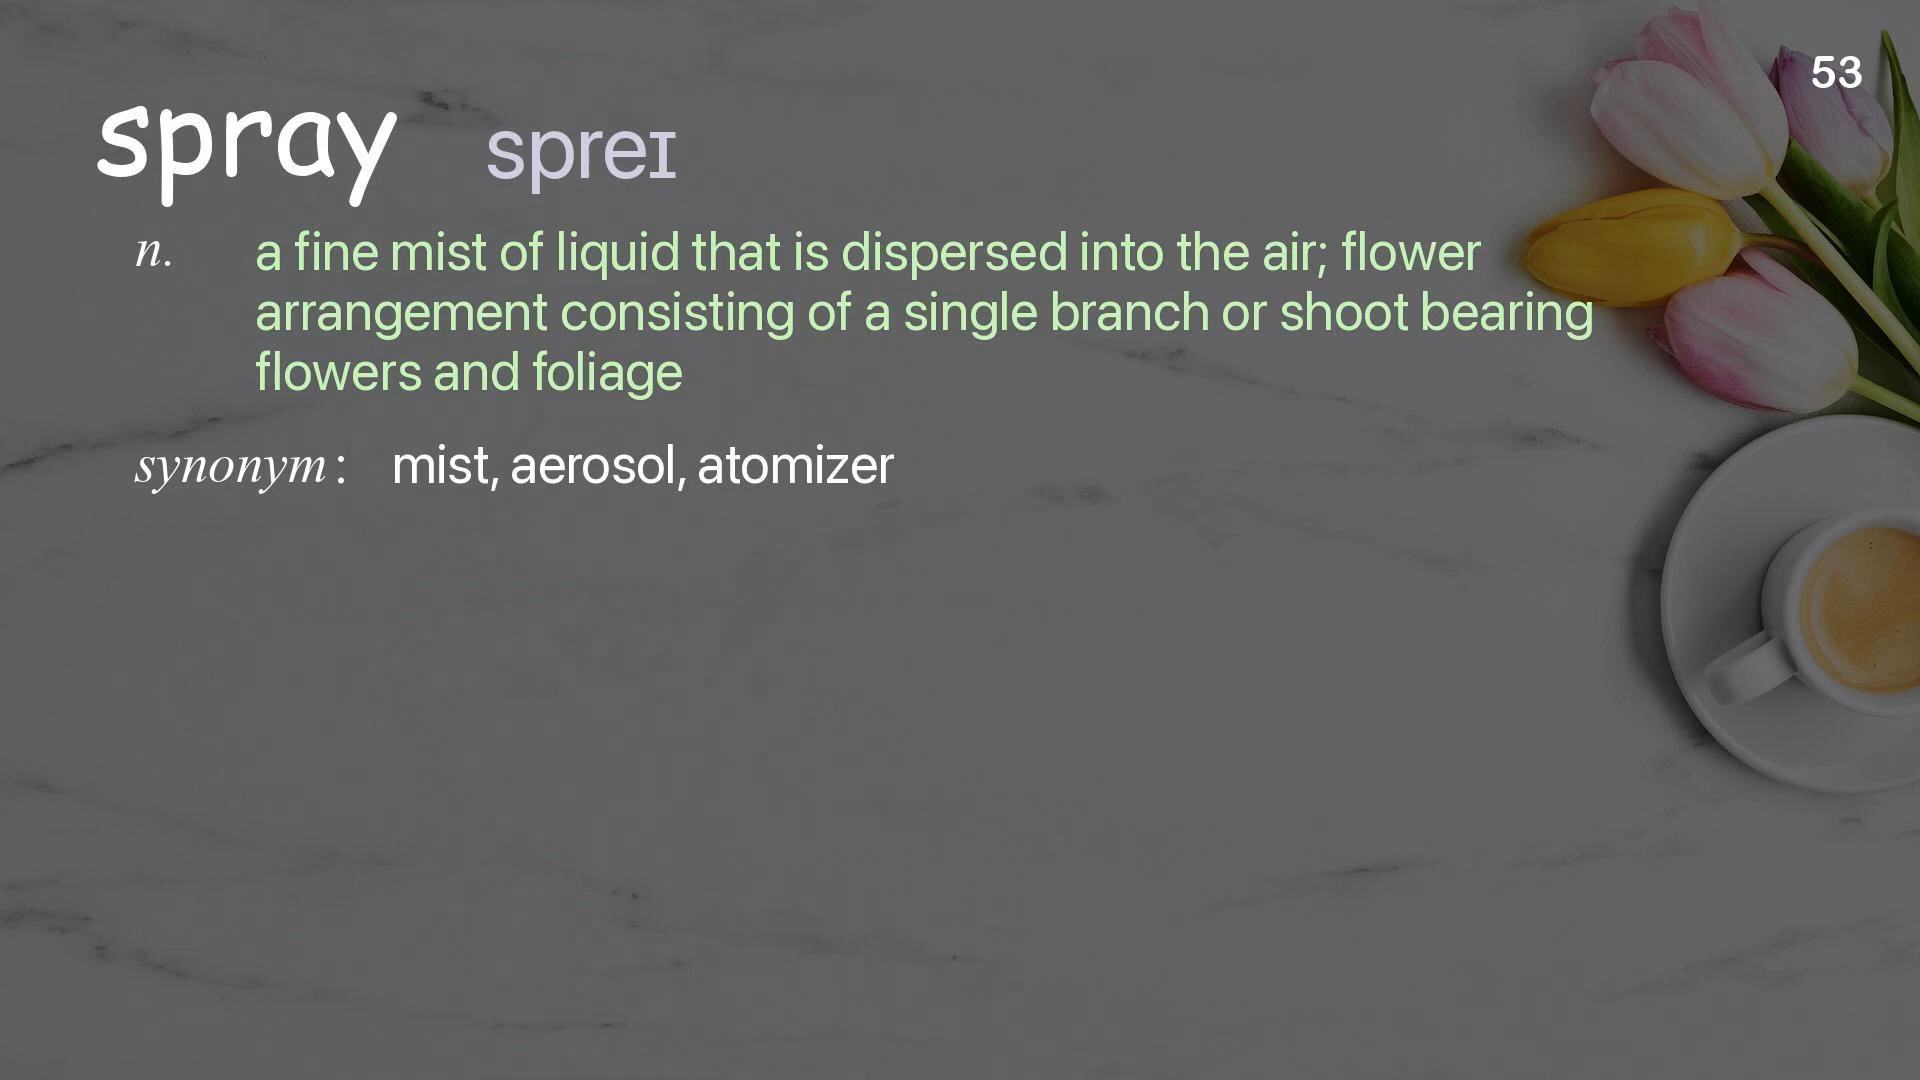 53
spray spreɪ
n. a fine mist of liquid that is dispersed into the air; flower
arrangement consisting of a single branch or shoot bearing
flowers and foliage
synonym: mist, aerosol, atomizer